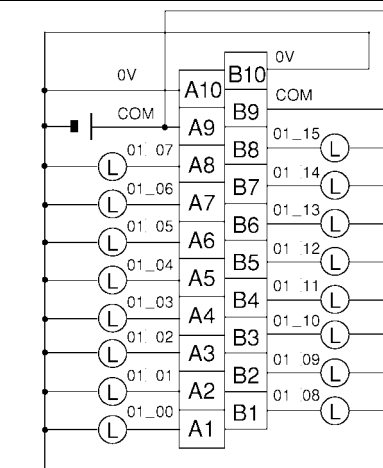 0V
A10
B10
0V
COM
A9
B9
COM
01_07
L
A8
B8
01_15
L
01_06
L
A7
B7
01_14
L
01_05
L
A6
B6
01_13
L
01_04
L
A5
B5
01_12
L
01_03
L
A4
B4
01_11
L
01_02
L
A3
B3
01_10
L
01_01
L
A2
B2
01_09
L
01_00
L
A1
B1
01_08
L